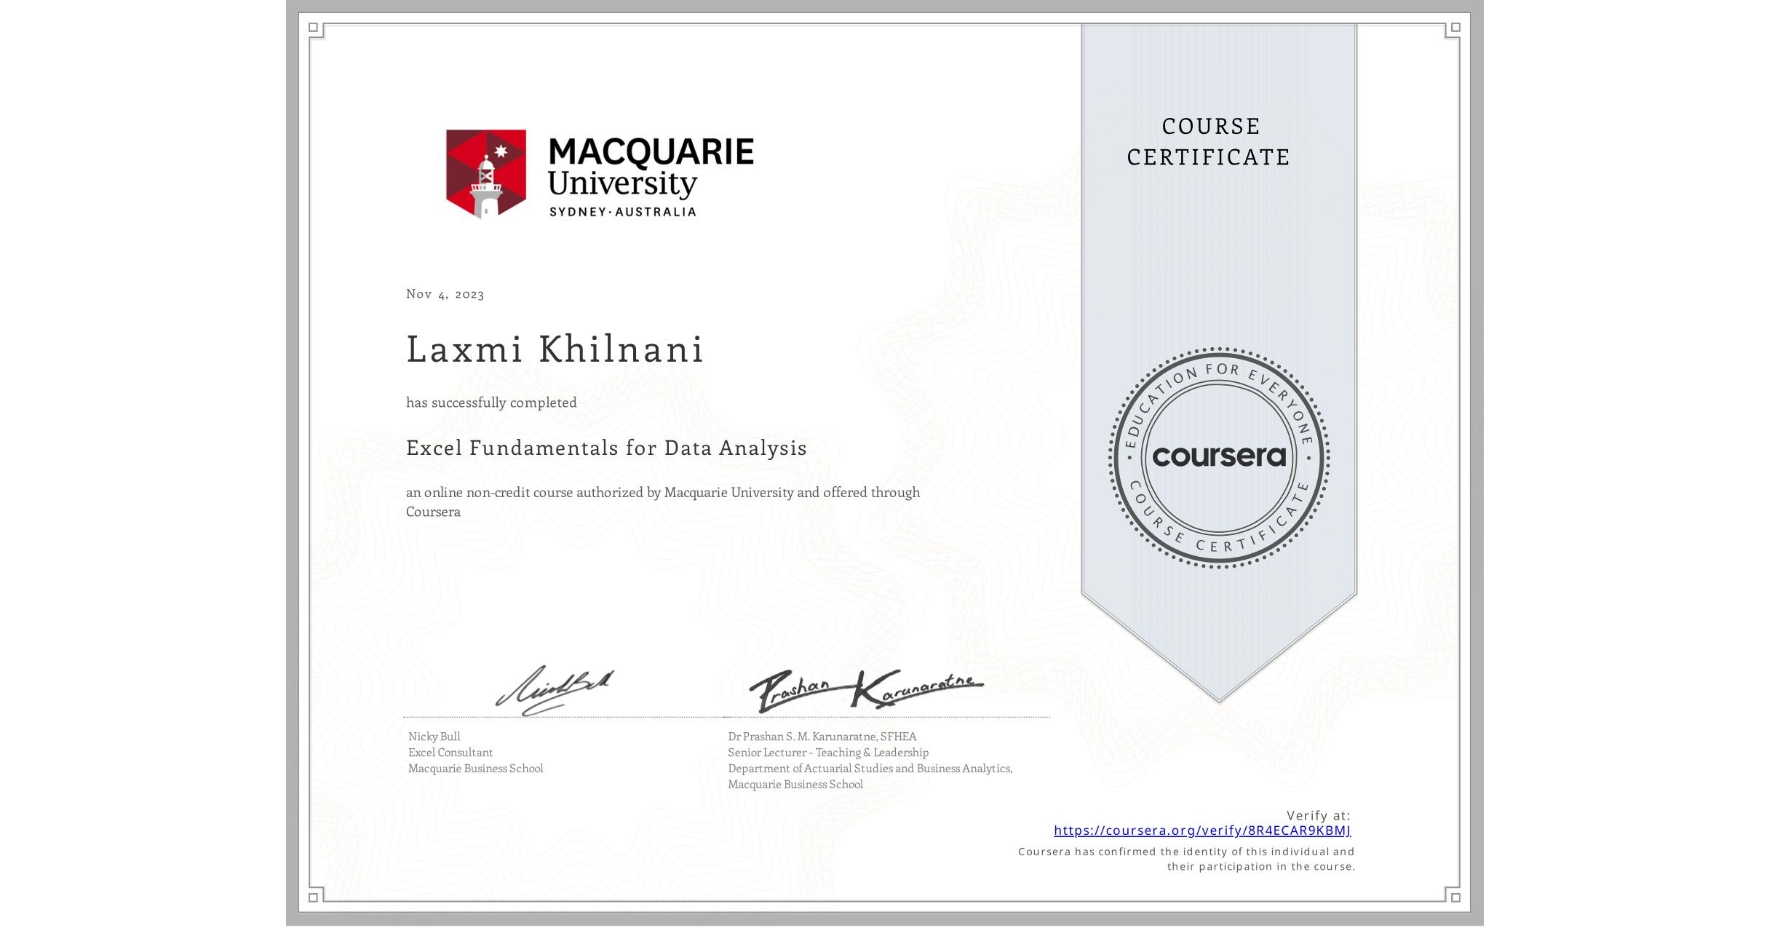 MACQUARIE
University
SYDNEY·AUSTRALIA
COURSE
CERTIFICATE
Nov 4, 2023
Laxmi Khilnani
has successfully completed
Excel Fundamentals for Data Analysis
an online non-credit course authorized by Macquarie University and offered through
Coursera
EDUCATION FOR EVERYONE
coursera
COURSE CERTIFICATE
Prashan Karunaratne
Nicky Bull
Excel Consultant
Macquarie Business School
Dr Prashan S. M. Karunaratne, SFHEA
Senior Lecturer - Teaching & Leadership
Department of Actuarial Studies and Business Analytics,
Macquarie Business School
Verify at:
https://coursera.org/verify/8R4ECAR9KBMJ
Coursera has confirmed the identity of this individual and
their participation in the course.